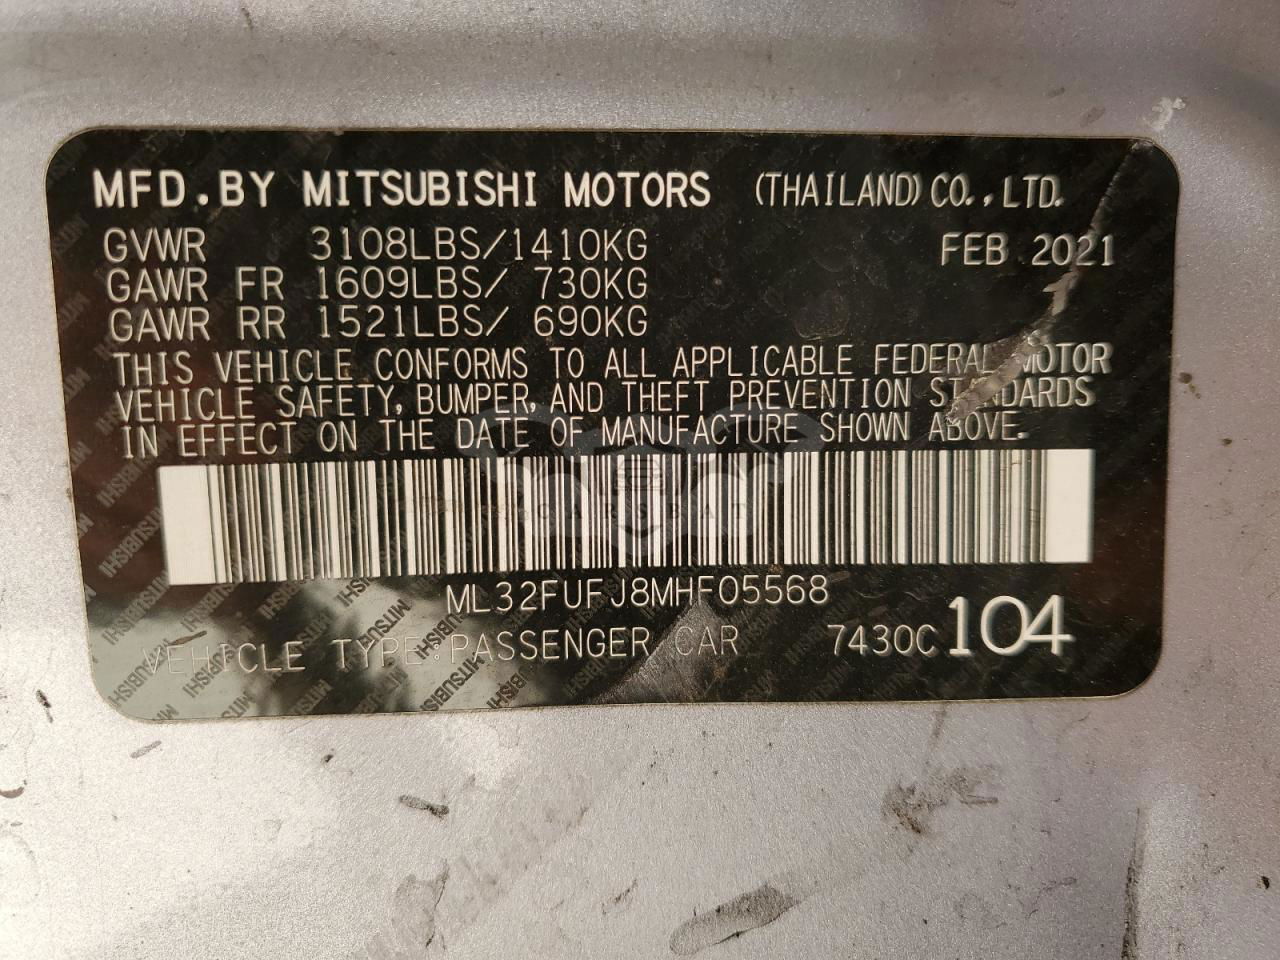 MFD.BY MITSUBISHI MOTORS (THAILAND) CO.,LTD.
GVWR 3108LBS/1410KG FEB 2021
GAWR FR 1609LBS/ 730KG
GAWR RR 1521LBS/ 690KG
THIS VEHICLE CONFORMS TO ALL APPLICABLE FEDERAL MOTOR
VEHICLE SAFETY, BUMPER, AND THEFT PREVENTION STANDARDS
IN EFFECT ON THE DATE OF MANUFACTURE SHOWN ABOVE.
CARSBAT
ML32FUFJ8MHF05568
VEHICLE TYPE:PASSENGER CAR 7430C 104